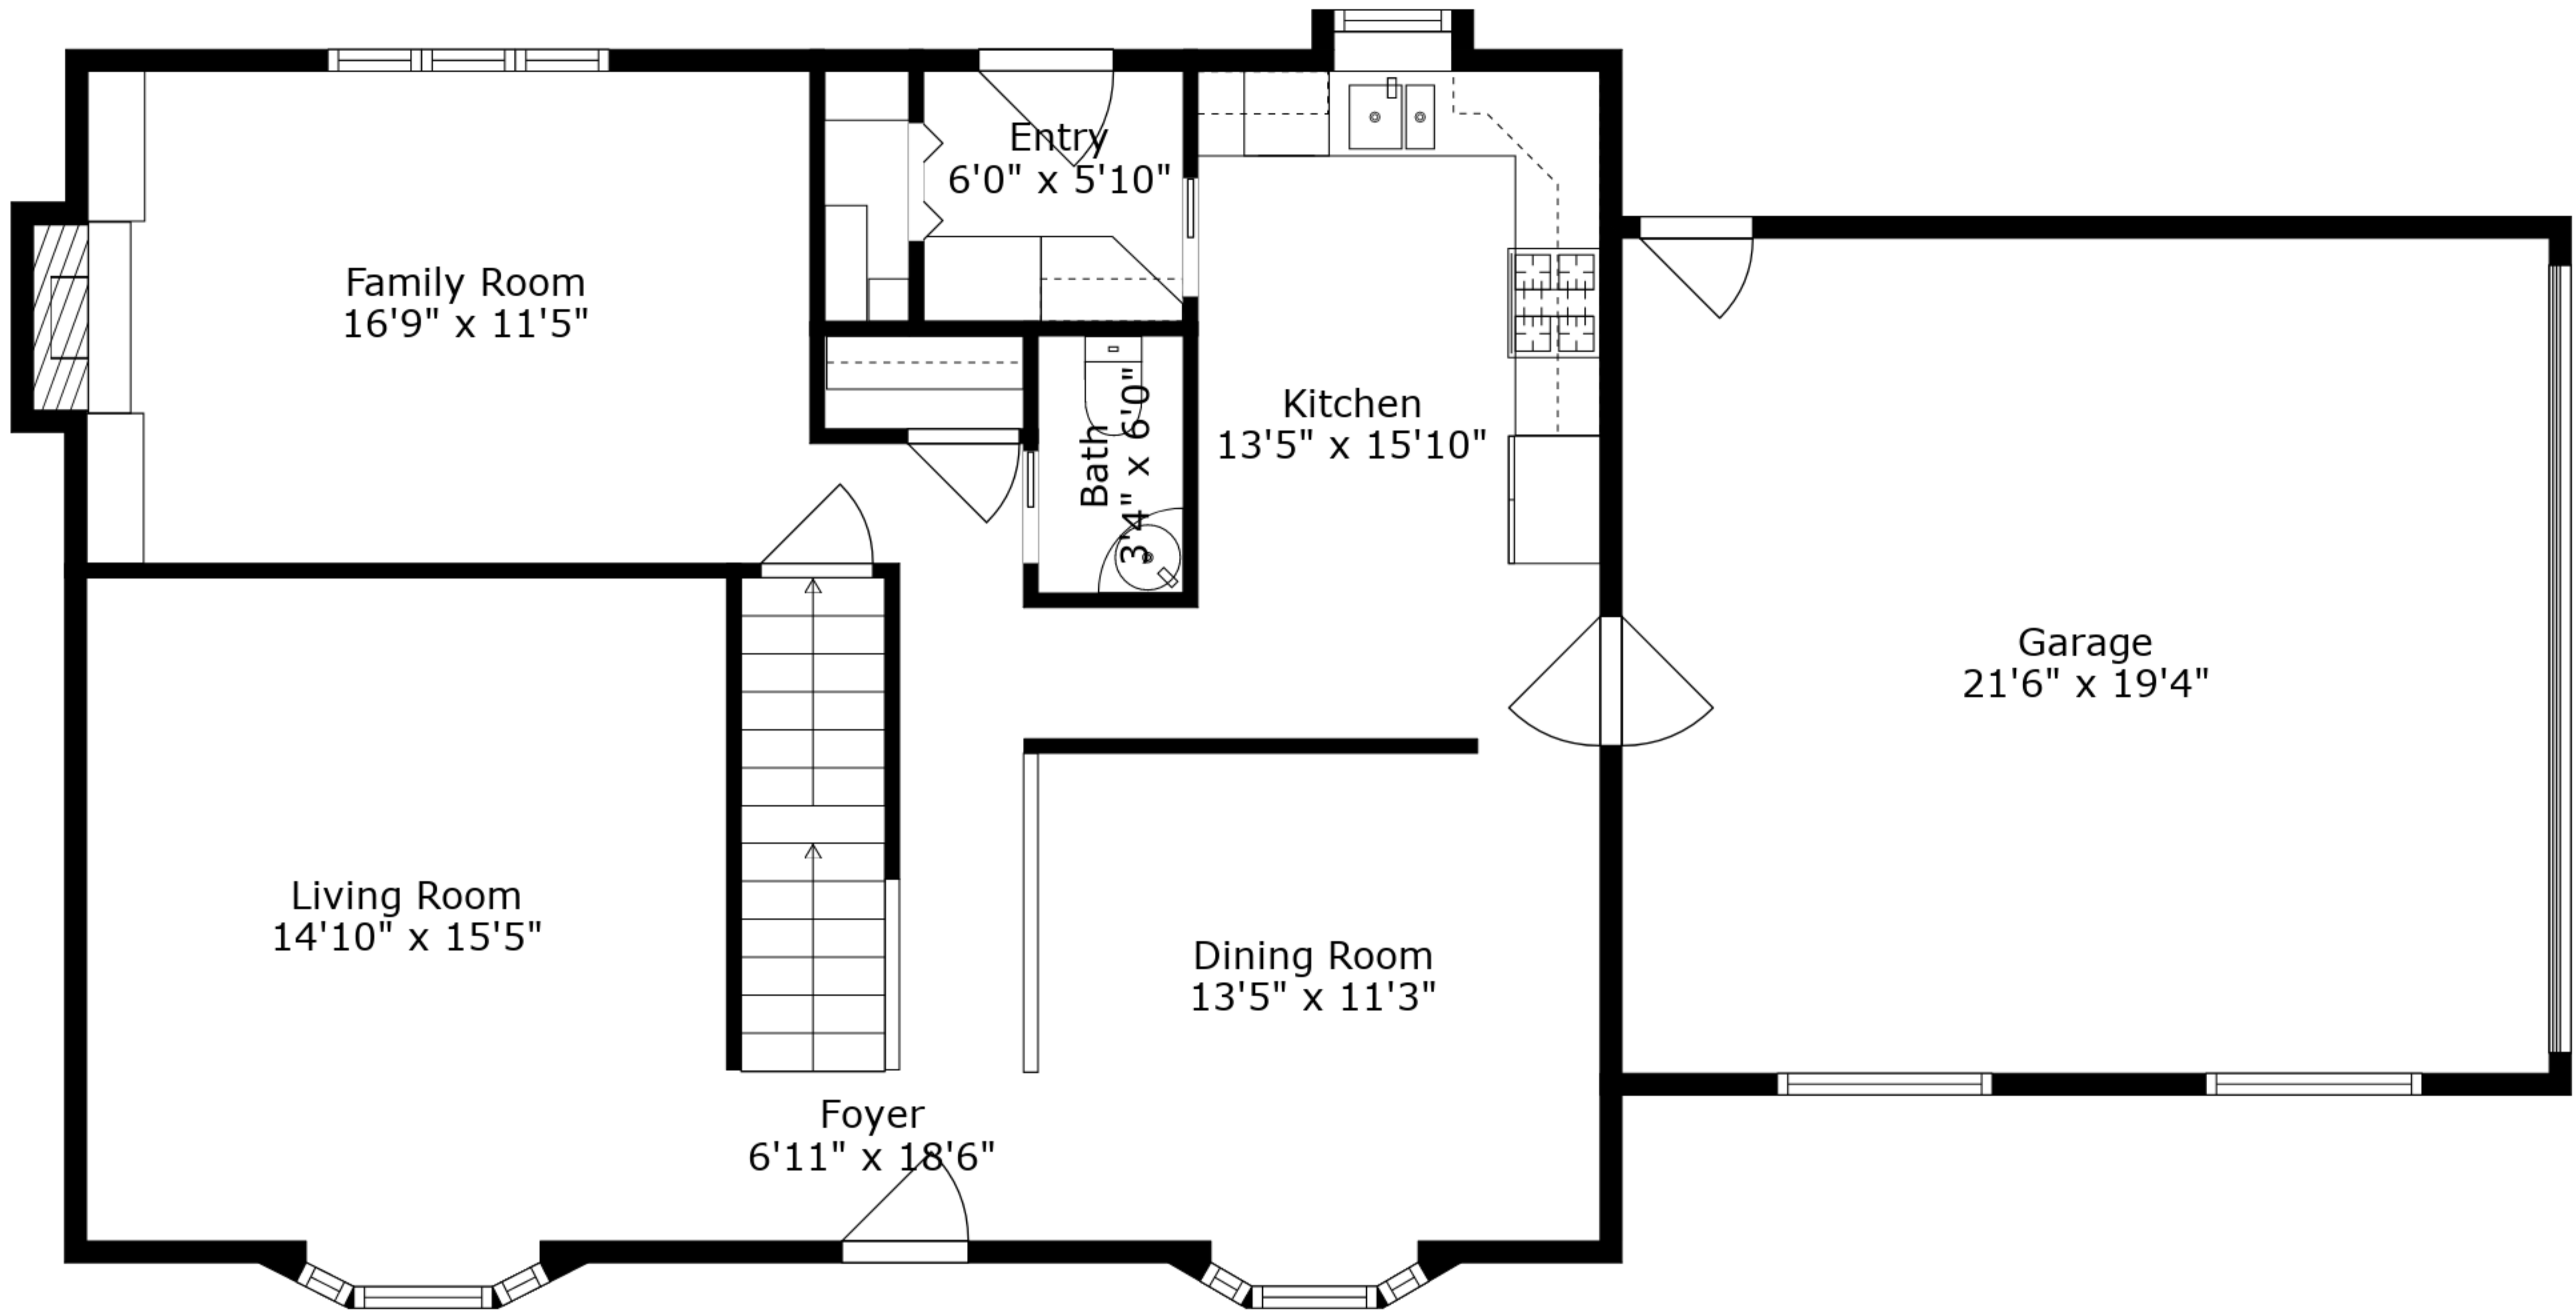 Entry
6'0" x 5'10"
Family Room
16'9" x 11'5"
Kitchen
13'5" x 15'10"
Bath
3'4" x 6'0"
Garage
21'6" x 19'4"
Living Room
14'10" x 15'5"
Dining Room
13'5" x 11'3"
Foyer
6'11" x 18'6"